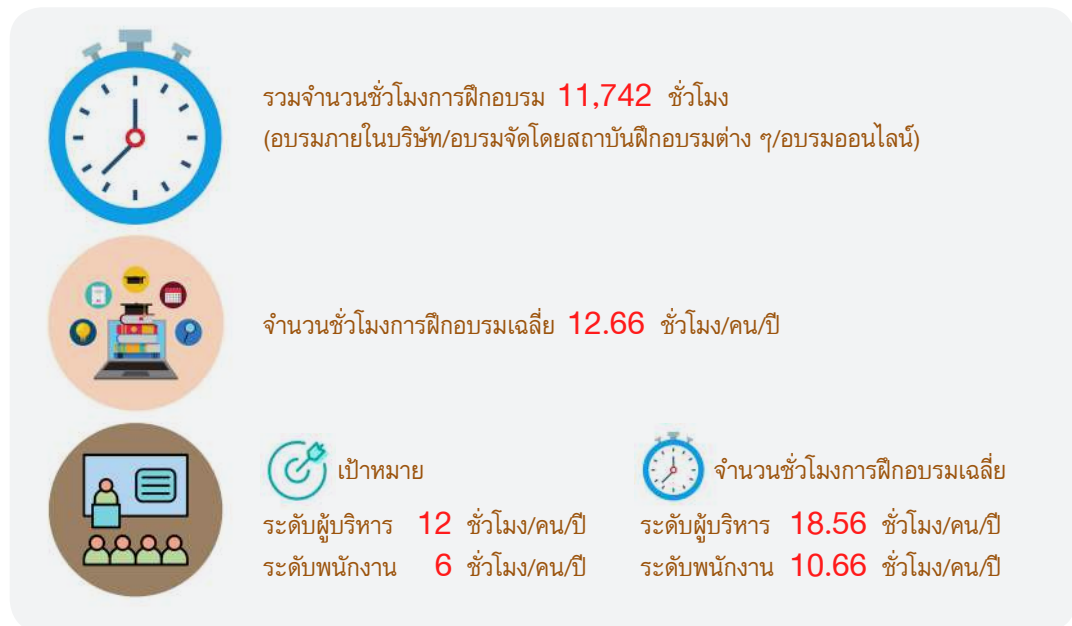 รวมจำนวนชั่วโมงการฝึกอบรม 11,742 ชั่วโมง
(อบรมภายในบริษัท/อบรมจัดโดยสถาบันฝึกอบรมต่าง ๆ/อบรมออนไลน์)
จำนวนชั่วโมงการฝึกอบรมเฉลี่ย 12.66 ชั่วโมง/คน/ปี
เป้าหมาย
ระดับผู้บริหาร 12 ชั่วโมง/คน/ปี
ระดับพนักงาน 6 ชั่วโมง/คน/ปี
จำนวนชั่วโมงการฝึกอบรมเฉลี่ย
ระดับผู้บริหาร 18.56 ชั่วโมง/คน/ปี
ระดับพนักงาน 10.66 ชั่วโมง/คน/ปี